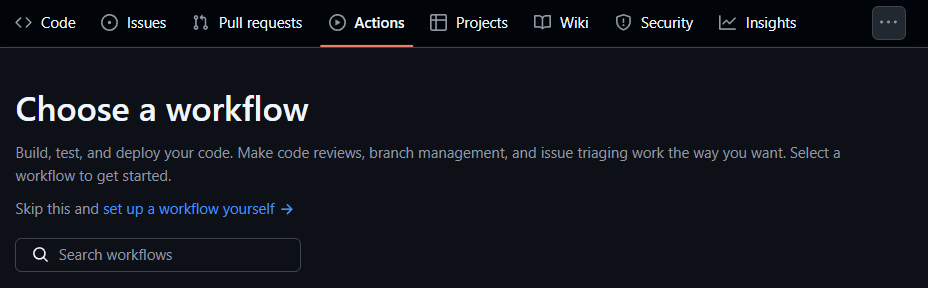 Code Issues Pull requests Actions Projects Wiki Security Insights
Choose a workflow
Build, test, and deploy your code. Make code reviews, branch management, and issue triaging work the way you want. Select a
workflow to get started.
Skip this and set up a workflow yourself →
Search workflows